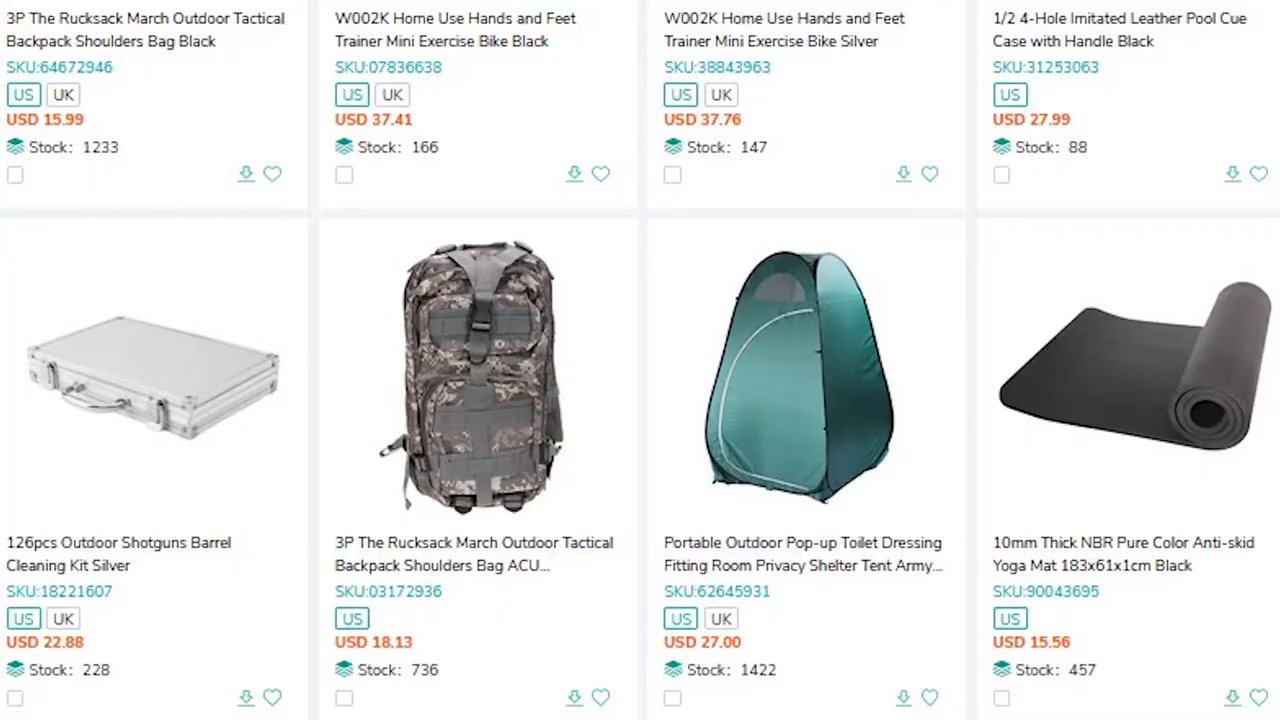 3P The Rucksack March Outdoor Tactical
Backpack Shoulders Bag Black
SKU:64672946
US UK
USD 15.99
Stock: 1233
W002K Home Use Hands and Feet
Trainer Mini Exercise Bike Black
SKU:07836638
US UK
USD 37.41
Stock: 166
W002K Home Use Hands and Feet
Trainer Mini Exercise Bike Silver
SKU:38843963
US UK
USD 37.76
Stock: 147
1/2 4-Hole Imitated Leather Pool Cue
Case with Handle Black
SKU:31253063
US
USD 27.99
Stock: 88
126pcs Outdoor Shotguns Barrel
Cleaning Kit Silver
SKU:18221607
US UK
USD 22.88
Stock: 228
3P The Rucksack March Outdoor Tactical
Backpack Shoulders Bag ACU...
SKU:03172936
US
USD 18.13
Stock: 736
Portable Outdoor Pop-up Toilet Dressing
Fitting Room Privacy Shelter Tent Army...
SKU:62645931
US UK
USD 27.00
Stock: 1422
10mm Thick NBR Pure Color Anti-skid
Yoga Mat 183x61x1cm Black
SKU:90043695
US
USD 15.56
Stock: 457